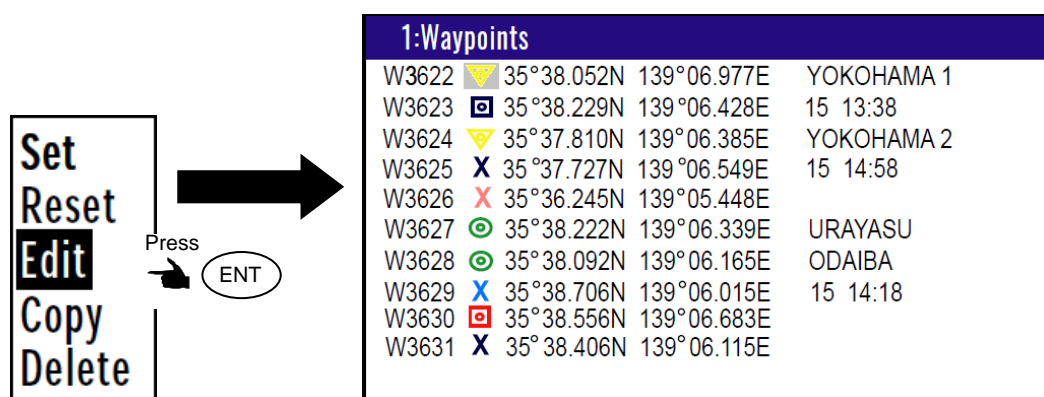 Set
Reset
Edit
Copy
Delete
Press
ENT
1:Waypoints
W3622 35°38.052N 139°06.977E YOKOHAMA 1
W3623 35°38.229N 139°06.428E 15 13:38
W3624 35°37.810N 139°06.385E YOKOHAMA 2
W3625 X 35°37.727N 139°06.549E 15 14:58
W3626 X 35°36.245N 139°05.448E
W3627 35°38.222N 139°06.339E URAYASU
W3628 35°38.092N 139°06.165E ODAIBA
W3629 X 35°38.706N 139°06.015E 15 14:18
W3630 35°38.556N 139°06.683E
W3631 X 35°38.406N 139°06.115E